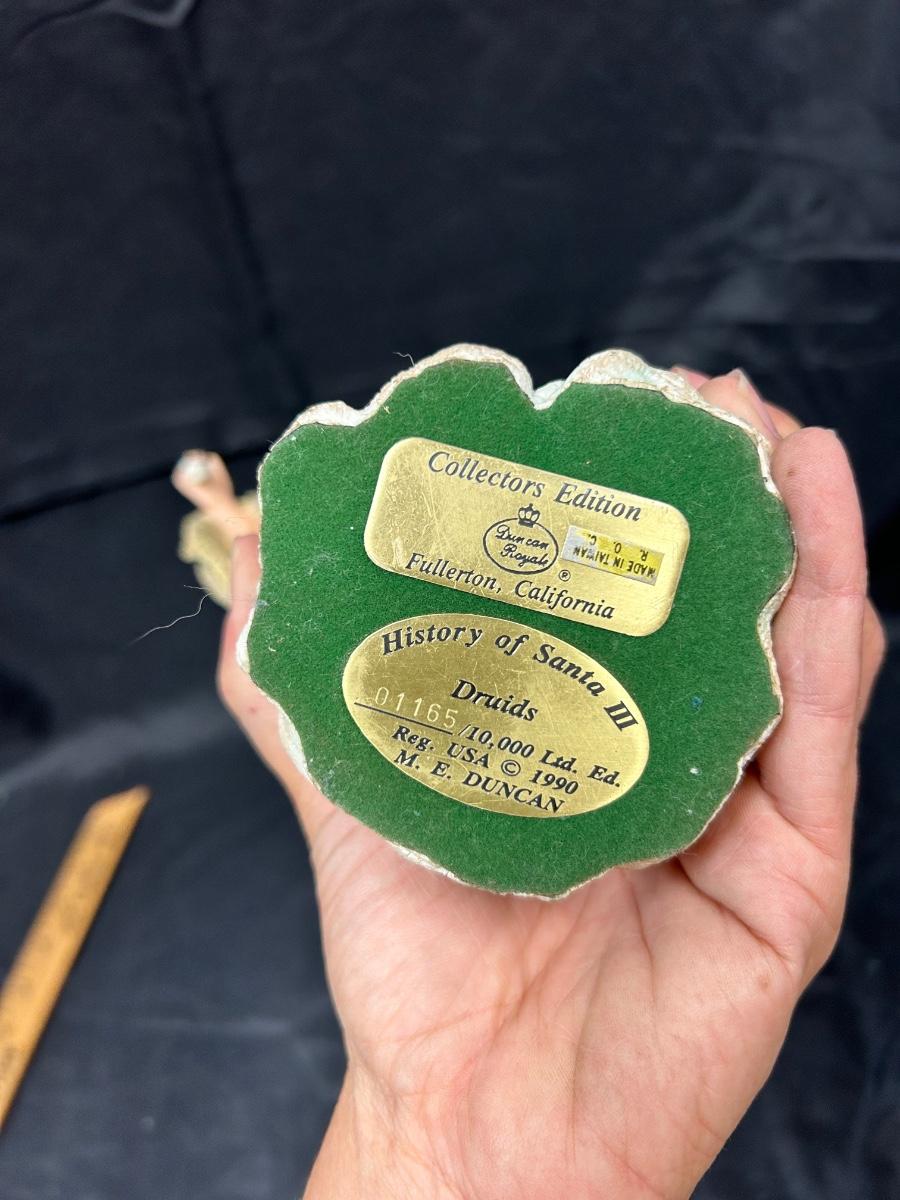 Collectors Edition
Duncan
Royale
®
MADE IN TAIWAN
R. O. C.
Fullerton, California
History of Santa III
Druids
01165/10,000 Ltd. Ed.
Reg. USA © 1990
M. E. DUNCAN